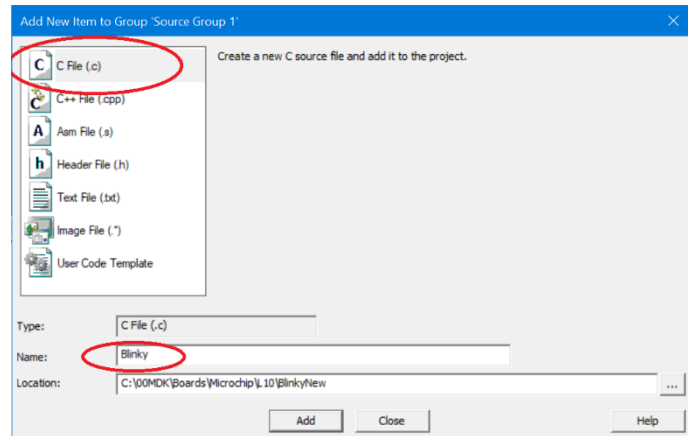 Add New Item to Group 'Source Group 1'
C File (.c)
Create a new C source file and add it to the project.
C++ File (.cpp)
Asm File (.s)
Header File (.h)
Text File (.txt)
Image File (.*)
User Code Template
Type:
C File (.c)
Name:
Blinky
Location:
C:\00MDK\Boards\Microchip\L10\BlinkyNew
...
Add
Close
Help